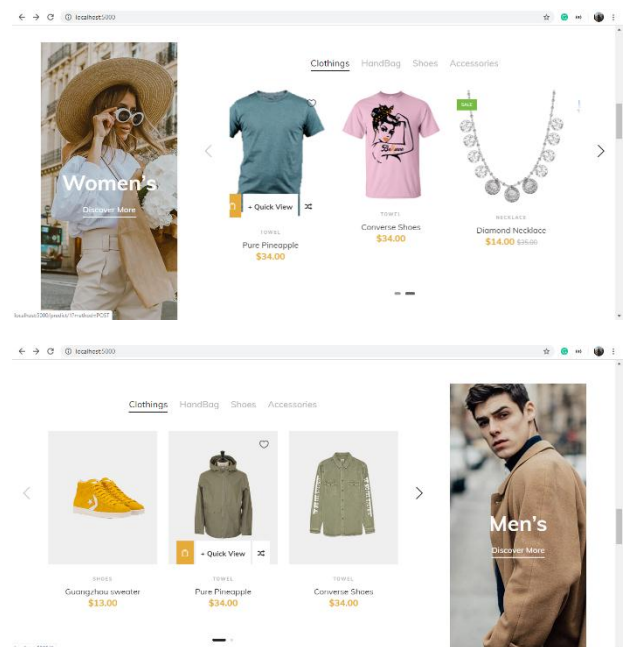 localhost:5000
Clothings HandBag Shoes Accessories
Women's
Discover More
SALE
+ Quick View
TOWEL
Pure Pineapple
$34.00
TOWEL
Converse Shoes
$34.00
NECKLACE
Diamond Necklace
$14.00 $35.00
localhost:5000
Clothings HandBag Shoes Accessories
Men's
Discover More
+ Quick View
SHOES
Guangzhou sweater
$13.00
TOWEL
Pure Pineapple
$34.00
TOWEL
Converse Shoes
$34.00